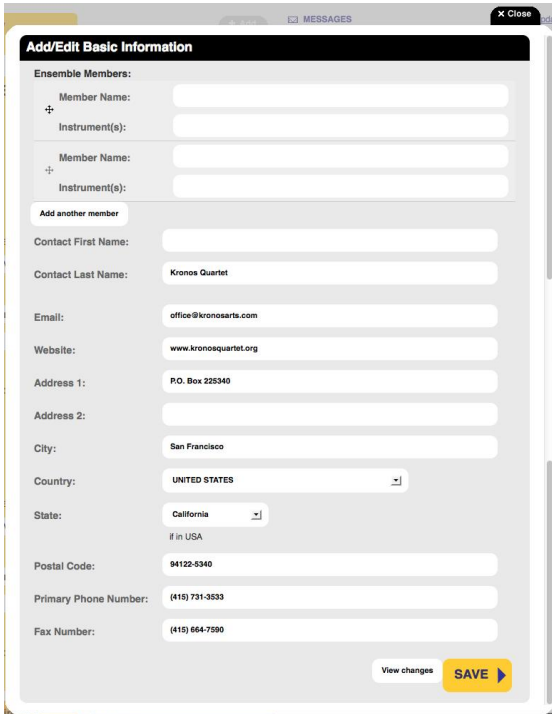 MESSAGES
X Close
Add/Edit Basic Information
Ensemble Members:
Member Name:
Instrument(s):
Member Name:
Instrument(s):
Add another member
Contact First Name:
Contact Last Name: Kronos Quartet
Email: office@kronosarts.com
Website: www.kronosquartet.org
Address 1: P.O. Box 225340
Address 2:
City: San Francisco
Country: UNITED STATES
State: California
if in USA
Postal Code: 94122-5340
Primary Phone Number: (415) 731-3533
Fax Number: (415) 664-7590
View changes SAVE